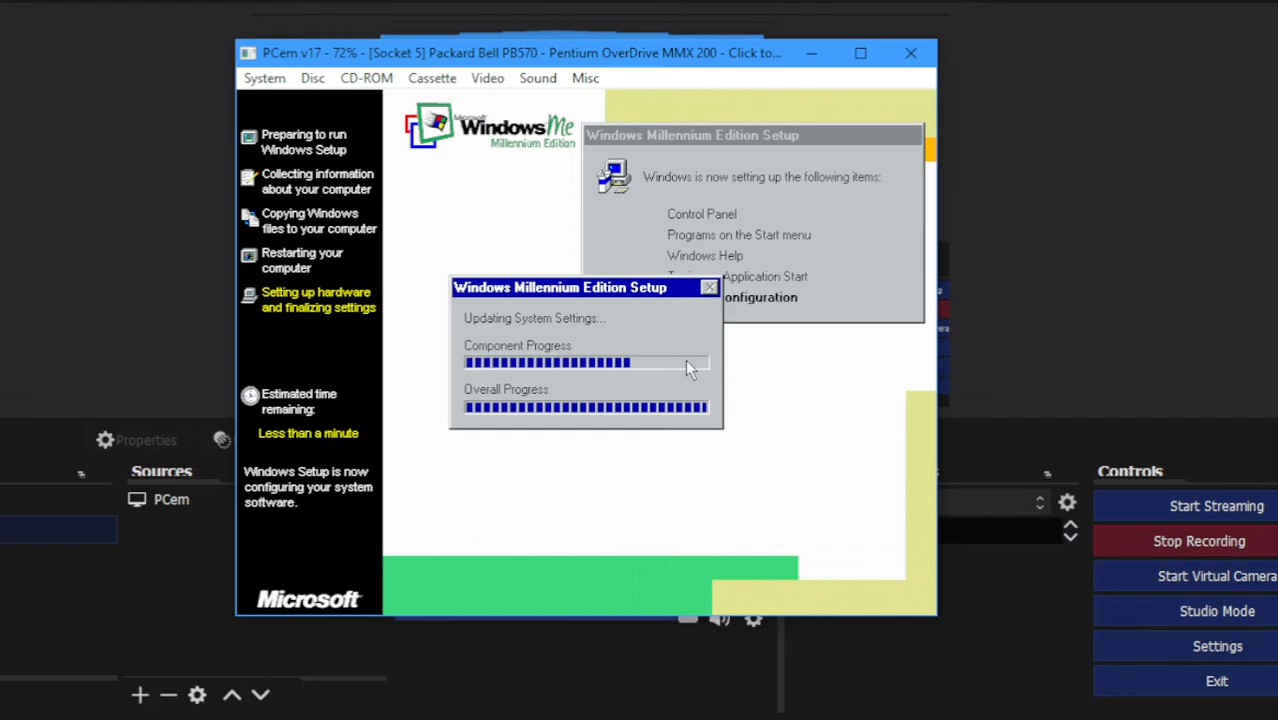 PCem v17 - 72% - [Socket 5] Packard Bell PB570 - Pentium OverDrive MMX 200 - Click to...
System Disc CD-ROM Cassette Video Sound Misc
Preparing to run
Windows Setup
Collecting information
about your computer
Copying Windows
files to your computer
Restarting your
computer
Setting up hardware
and finalizing settings
Estimated time
remaining:
Less than a minute
Windows Setup is now
configuring your system
software.
Microsoft
Microsoft
Windows Me
Millennium Edition
Windows Millennium Edition Setup
Windows is now setting up the following items:
Control Panel
Programs on the Start menu
Windows Help
Application Start
onfiguration
Windows Millennium Edition Setup
Updating System Settings...
Component Progress
Overall Progress
Properties
Sources
PCem
Controls
Start Streaming
Stop Recording
Start Virtual Camera
Studio Mode
Settings
Exit